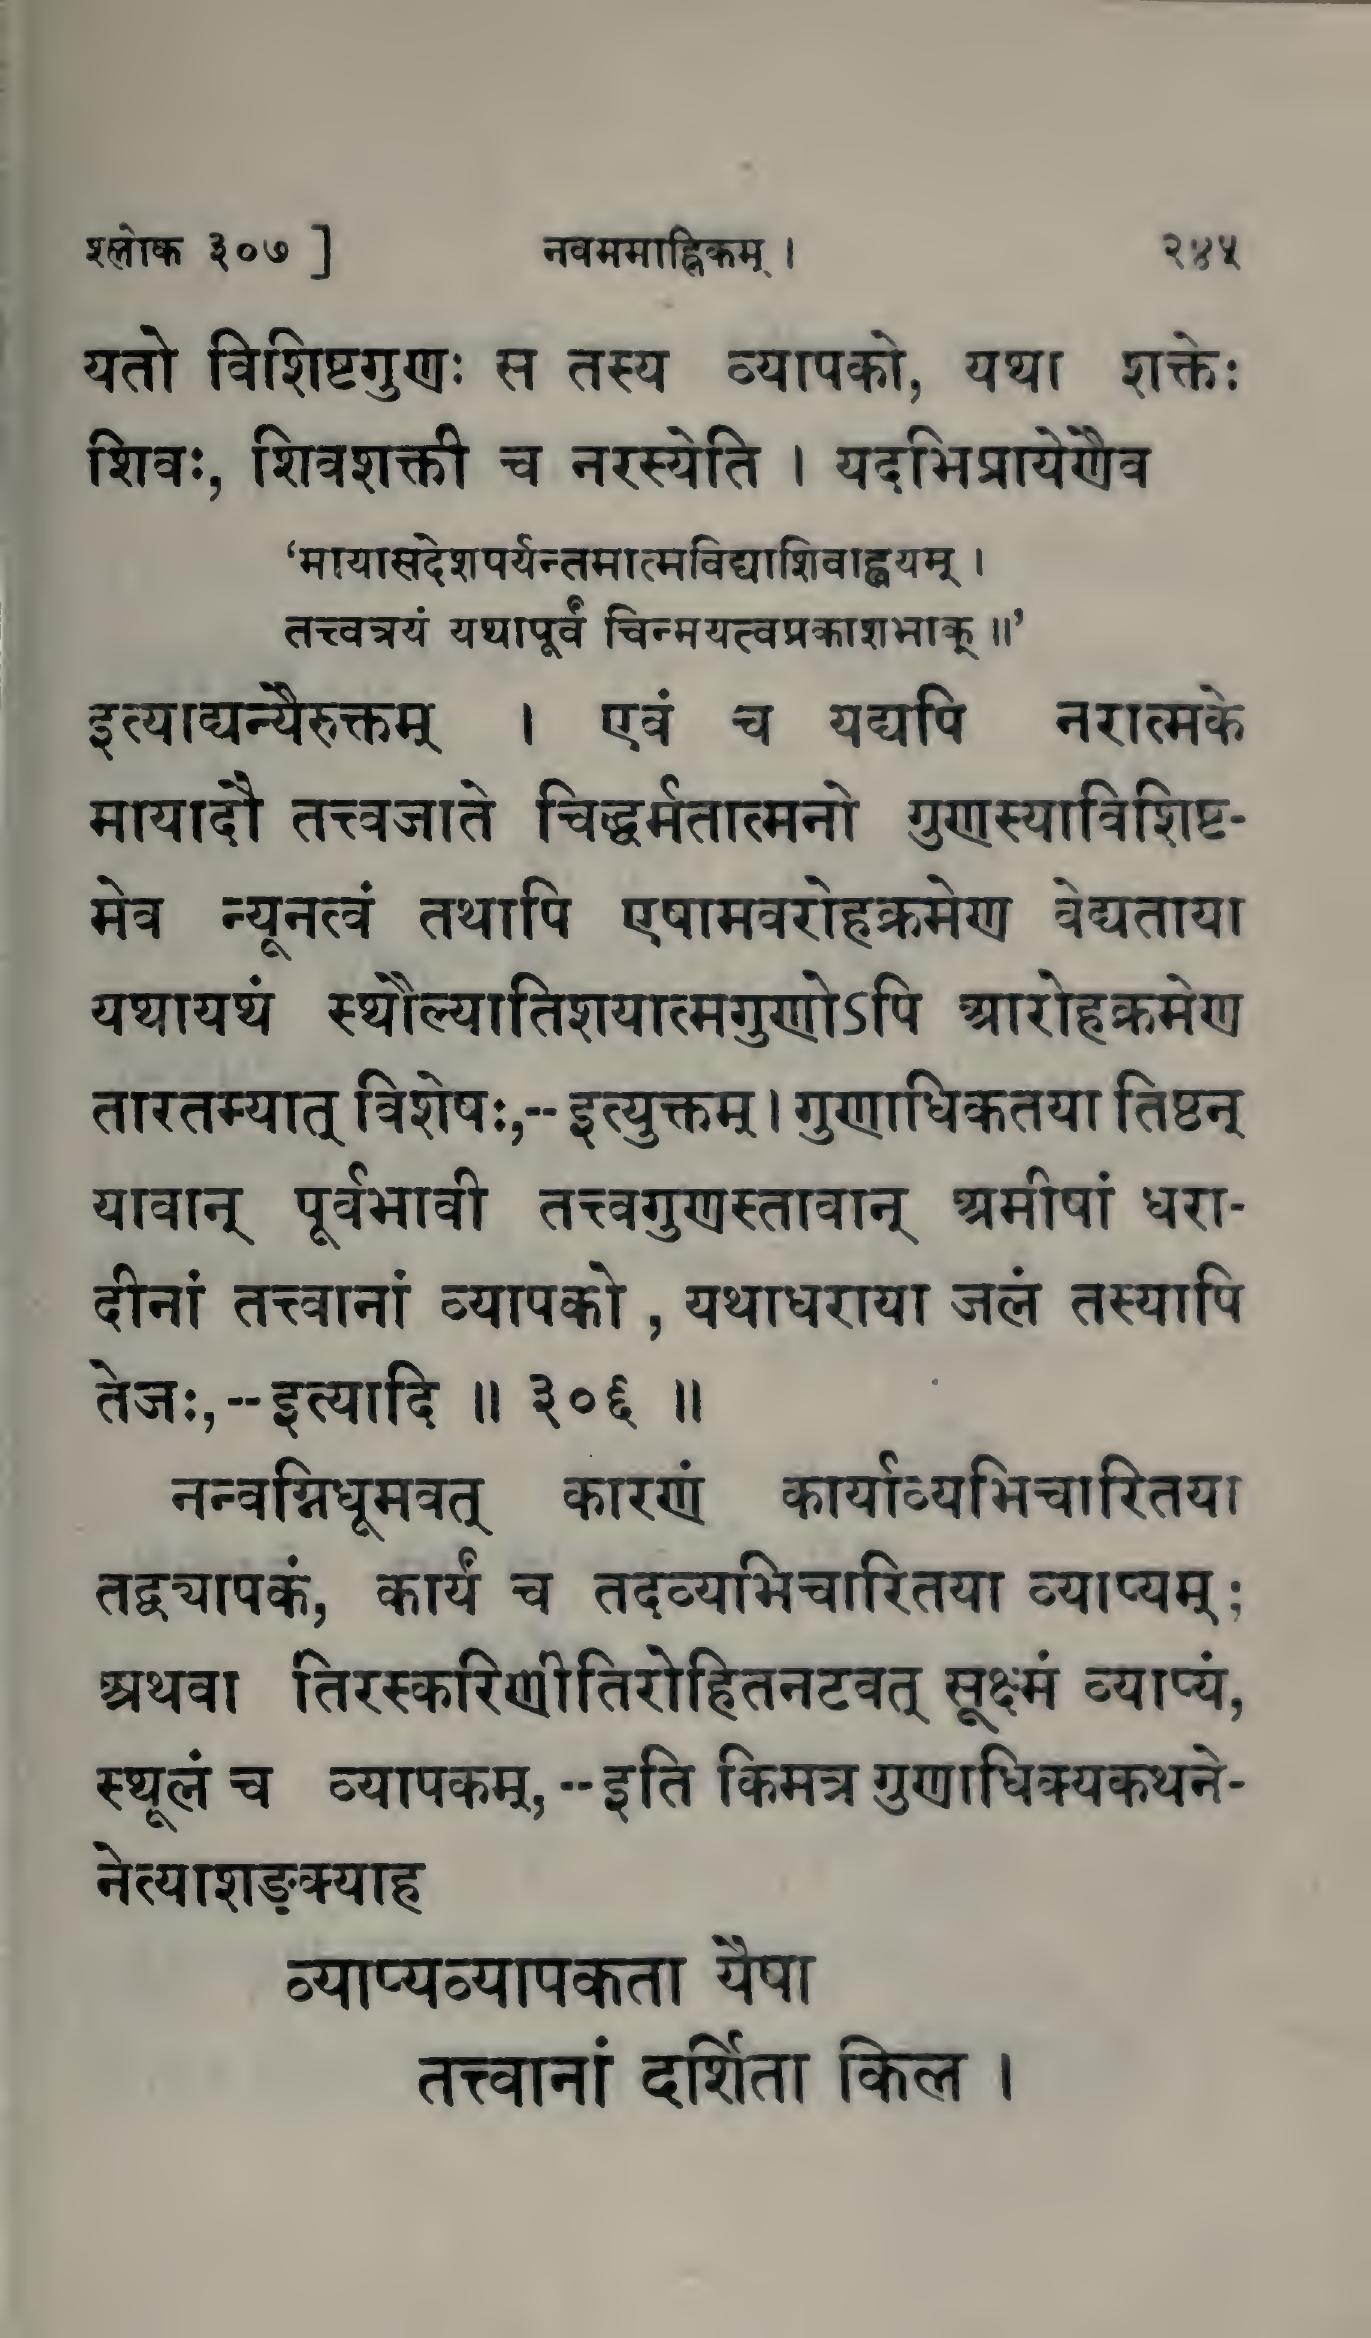 श्लोक ३०७ ] नवममाह्निकम् । २४५
यतो विशिष्टगुणः स तस्य व्यापको, यथा शक्तेः
शिवः, शिवशक्ती च नरस्येति । यदभिप्रायेणैव
‘मायासदेशपर्यन्तमात्मविद्याशिवाह्वयम् ।
तत्त्वत्रयं यथापूर्वं चिन्मयत्वप्रकाशभाक् ॥’
इत्याद्यन्यैरुक्तम् । एवं च यद्यपि नरात्मके
मायादौ तत्त्वजाते चिद्धर्मतात्मनो गुणस्याविशिष्ट-
मेव न्यूनत्वं तथापि एषामवरोहक्रमेण वेद्यताया
यथायथं स्थौल्यातिशयात्मगुणोऽपि आरोहक्रमेण
तारतम्यात् विशेषः,--इत्युक्तम् । गुणाधिकतया तिष्ठन्
यावान् पूर्वभावी तत्त्वगुणस्तावान् अमीषां धरा-
दीनां तत्त्वानां व्यापको , यथाधराया जलं तस्यापि
तेजः,--इत्यादि ॥ ३०६ ॥
नन्वग्निधूमवत् कारणं कार्याव्यभिचारितया
तद्व्यापकं, कार्यं च तदव्यभिचारितया व्याप्यम् ;
अथवा तिरस्करिणीतिरोहितनटवत् सूक्ष्मं व्याप्यं,
स्थूलं च व्यापकम्,--इति किमत्र गुणाधिक्यकथने-
नेत्याशङ्क्याह
व्याप्यव्यापकता यैषा
तत्त्वानां दर्शिता किल ।